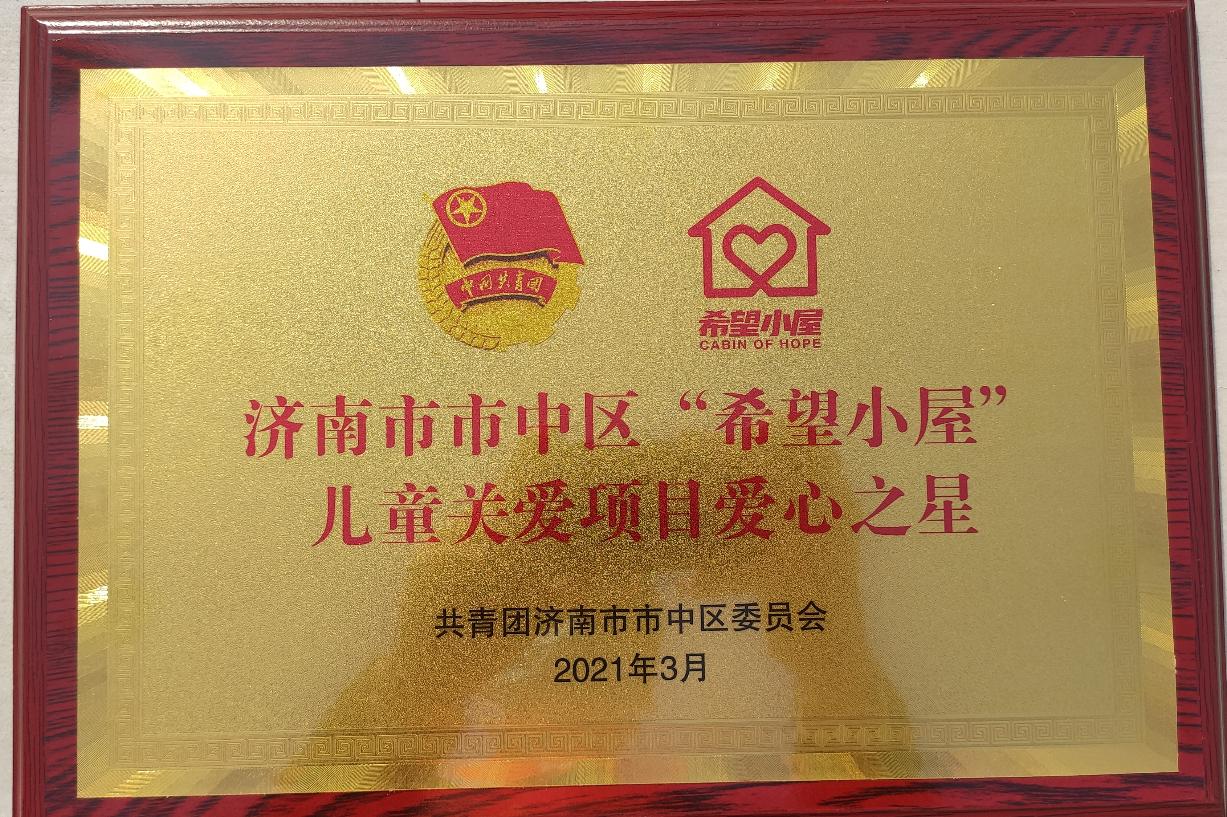 中国共青团
希望小屋
CABIN OF HOPE
济南市市中区“希望小屋”
儿童关爱项目爱心之星
共青团济南市市中区委员会
2021年3月